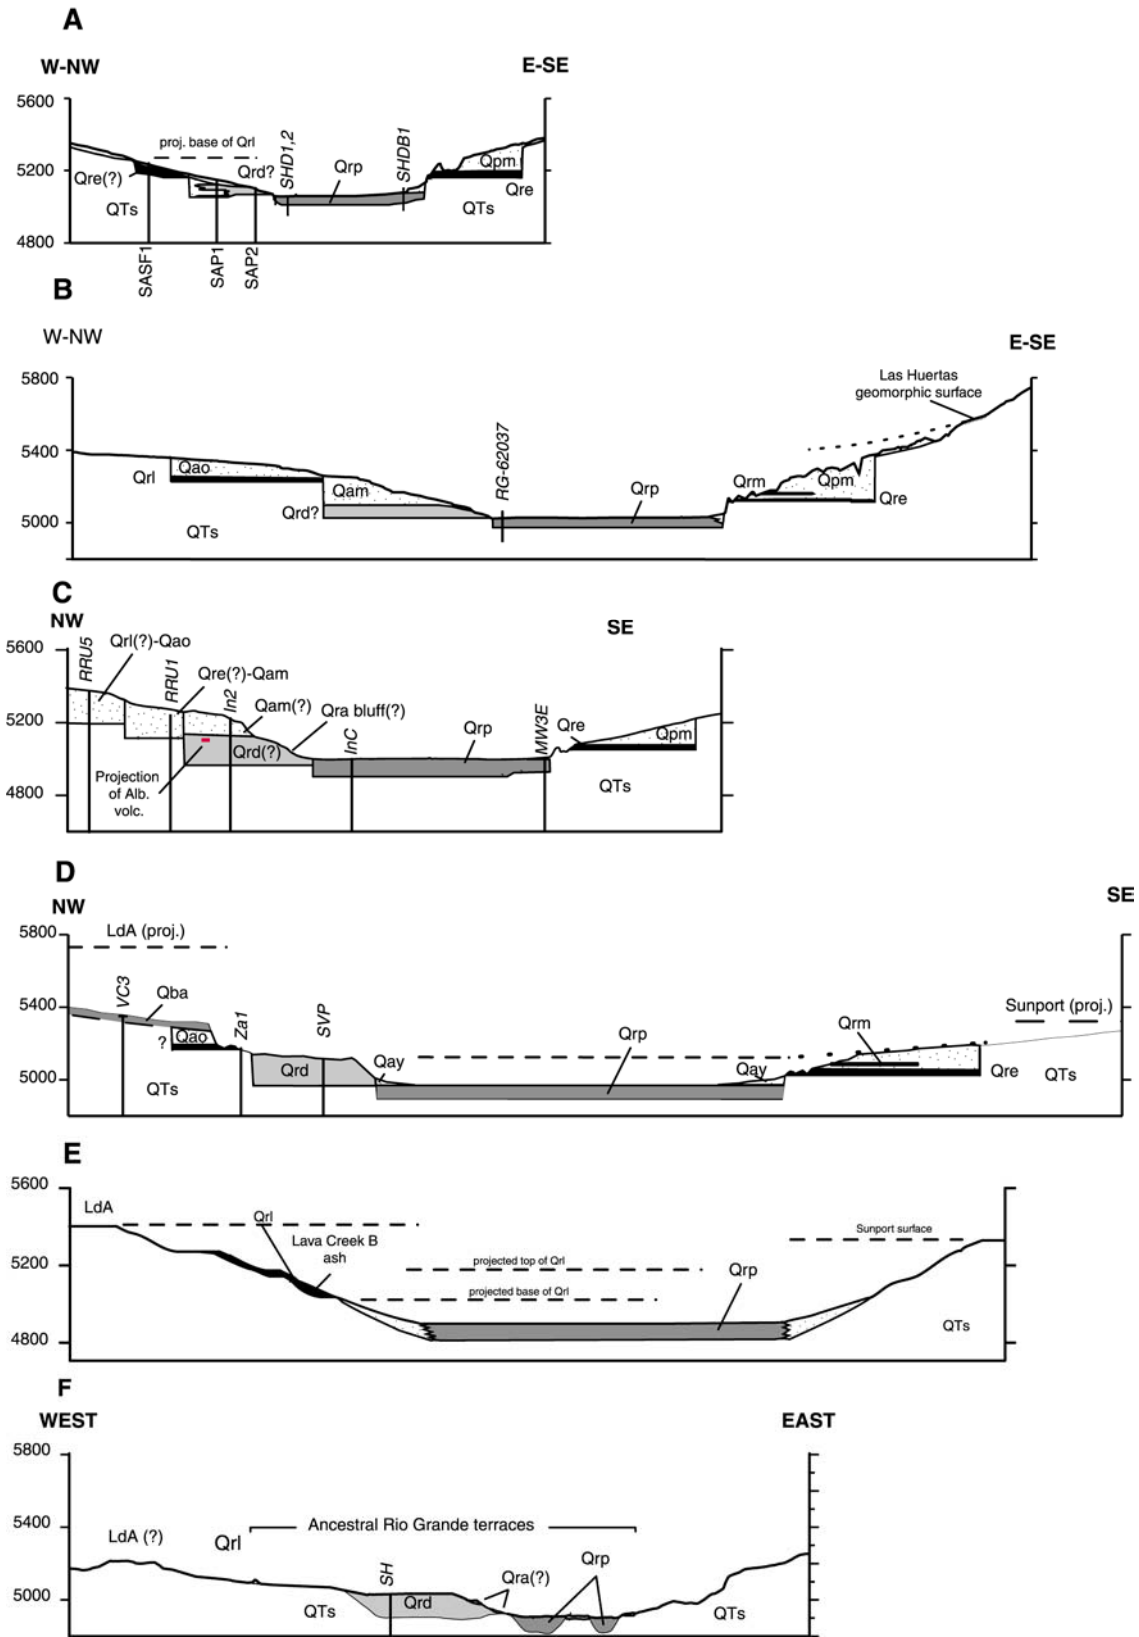 A
W-NW
E-SE
5600
5200
4800
proj. base of Qrl
Qre(?)
QTs
Qrd?
SHD1,2
Qrp
SHDB1
Qpm
Qre
QTs
SASF1
SAP1
SAP2
B
W-NW
E-SE
5800
5400
5000
Las Huertas
geomorphic surface
Qao
Qrl
Qam
Qrd?
QTs
RG-62037
Qrp
Qrm
Qpm
Qre
C
NW
SE
5600
5200
4800
RRU5
Qrl(?)-Qao
RRU1
Qre(?)-Qam
In2
Qam(?)
Qra bluff(?)
Qrd(?)
Projection
of Alb.
volc.
InC
Qrp
MW3E
Qre
Qpm
QTs
D
NW
SE
5800
5400
5000
LdA (proj.)
VC3
Qba
?
Qao
Za1
SVP
QTs
Qrd
Qay
Qrp
Qay
Qrm
Sunport (proj.)
Qre
QTs
E
5600
5200
4800
LdA
Qrl
Lava Creek B
ash
projected top of Qrl
projected base of Qrl
Qrp
Sunport surface
QTs
F
WEST
EAST
5800
5400
5000
LdA (?)
Qrl
Ancestral Rio Grande terraces
SH
QTs
Qrd
Qra(?)
Qrp
QTs